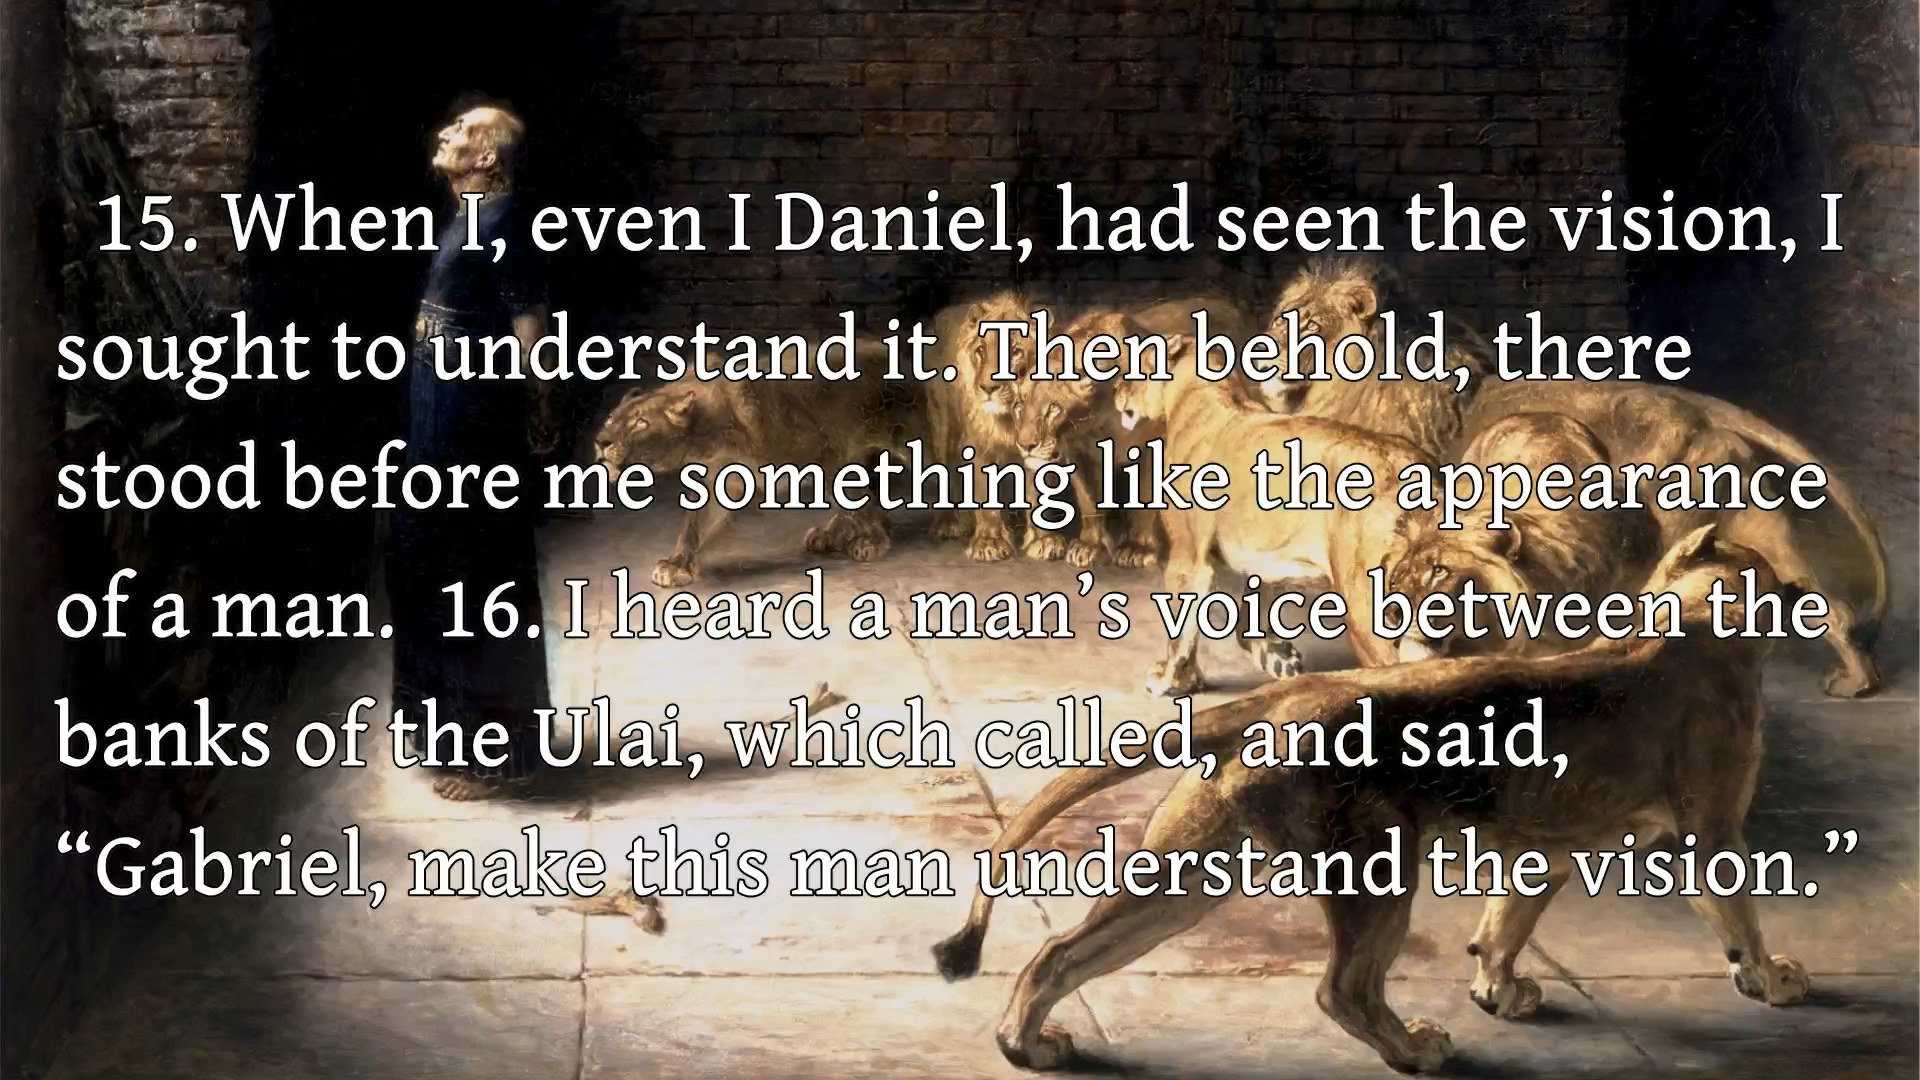 15. When I, even I Daniel, had seen the vision, I
sought to understand it. Then behold, there
stood before me something like the appearance
of a man.  16. I heard a man’s voice between the
banks of the Ulai, which called, and said,
“Gabriel, make this man understand the vision.”